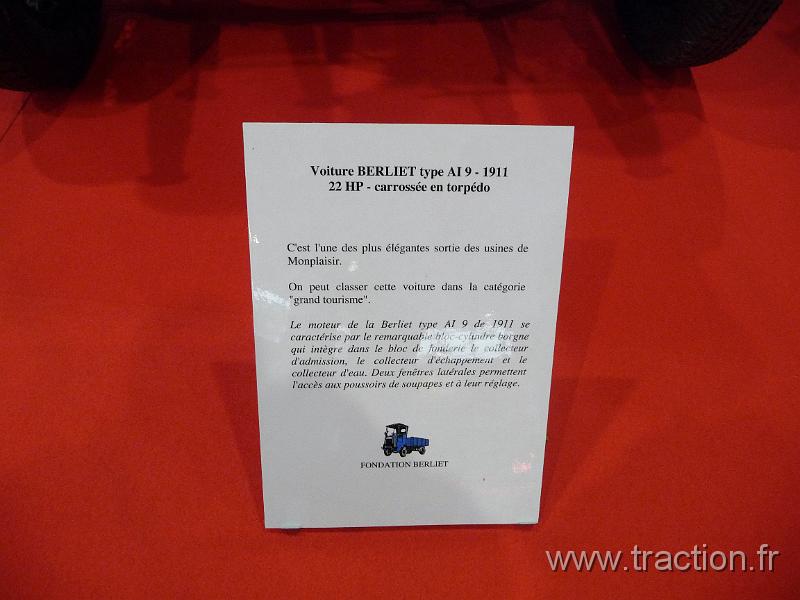 Voiture BERLIET type AI 9 - 1911
22 HP - carrossée en torpédo
C'est l'une des plus élégantes sortie des usines de
Monplaisir.
On peut classer cette voiture dans la catégorie
"grand tourisme".
Le moteur de la Berliet type AI 9 de 1911 se
caractérise par le remarquable bloc-cylindre borgne
qui intègre dans le bloc de fonderie le collecteur
d'admission, le collecteur d'échappement et le
collecteur d'eau. Deux fenêtres latérales permettent
l'accès aux poussoirs de soupapes et à leur réglage.
FONDATION BERLIET
www.traction.fr